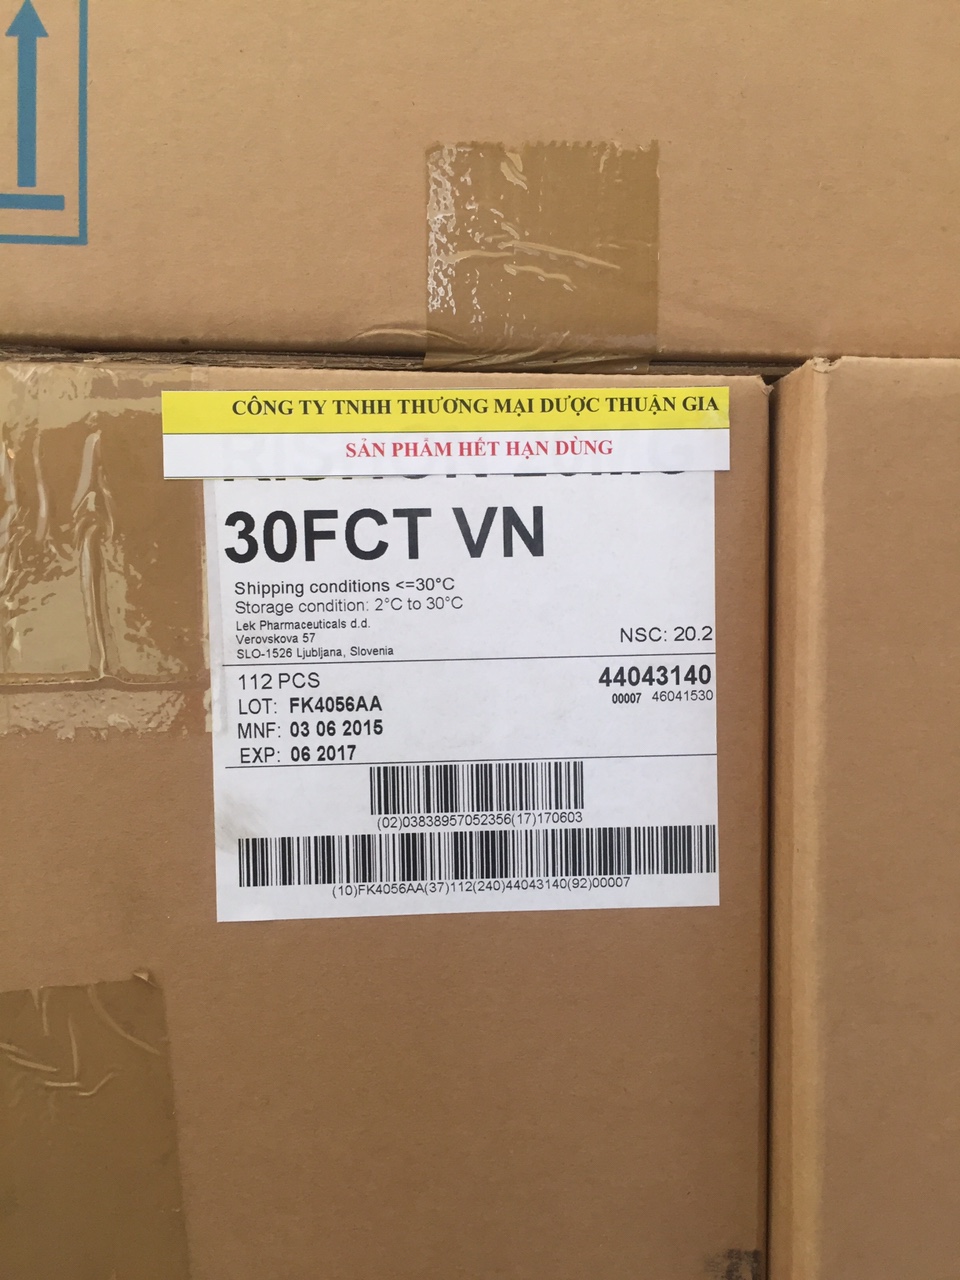 CÔNG TY TNHH THƯƠNG MẠI DƯỢC THUẬN GIA
SẢN PHẨM HẾT HẠN DÙNG
30FCT VN
Shipping conditions <=30°C
Storage condition: 2°C to 30°C
Lek Pharmaceuticals d.d.
Verovskova 57
SLO-1526 Ljubljana, Slovenia
NSC: 20.2
112 PCS
44043140
LOT: FK4056AA
00007 46041530
MNF: 03 06 2015
EXP: 06 2017
(02)03838957052356(17)170603
(10)FK4056AA(37)112(240)44043140(92)00007